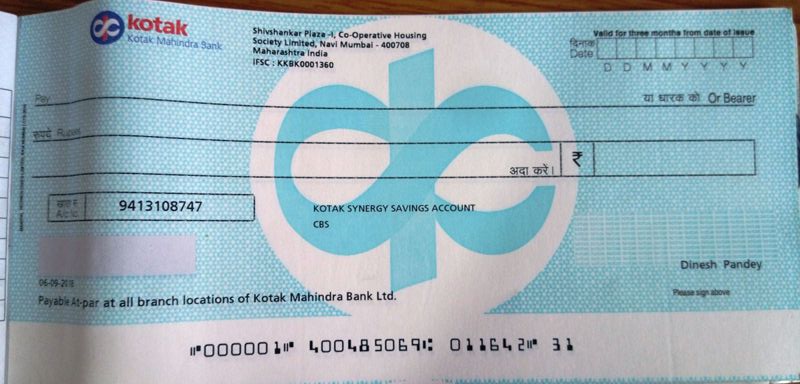 kotak
Kotak Mahindra Bank
Shivshankar Plaza -I, Co-Operative Housing
Society Limited, Navi Mumbai - 400708
Maharashtra India
IFSC : KKBK0001360
Valid for three months from date of issue
दिनांक
Date
D D M M Y Y Y Y
Pay
या धारक को Or Bearer
रुपये Rupees
अदा करें।
₹
A/c No.
9413108747
KOTAK SYNERGY SAVINGS ACCOUNT
CBS
Dinesh Pandey
06-09-2018
Please sign above
Payable At-par at all branch locations of Kotak Mahindra Bank Ltd.
⑈000001⑈ 400485069⑆ 011642⑈ 31